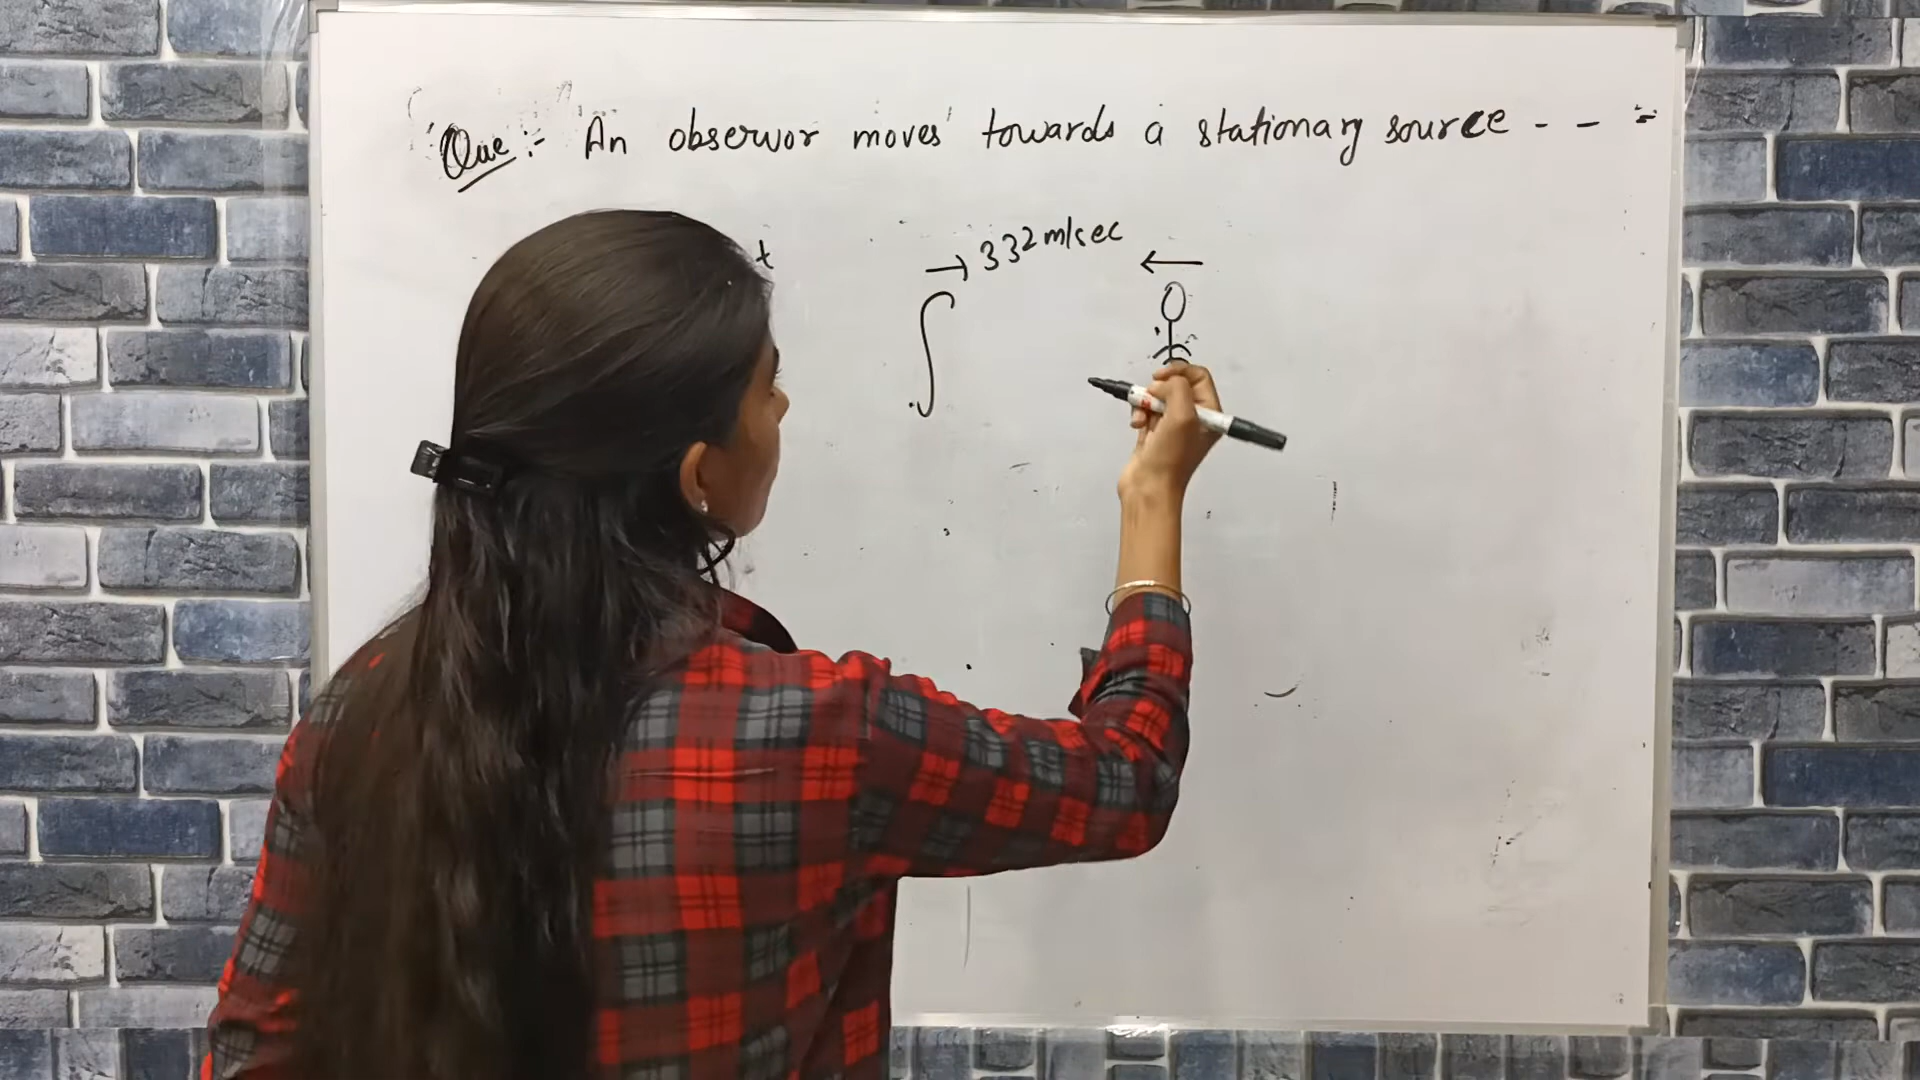 Que :- An observor moves towards a stationary source - - -
t
→ 332 m/sec ←